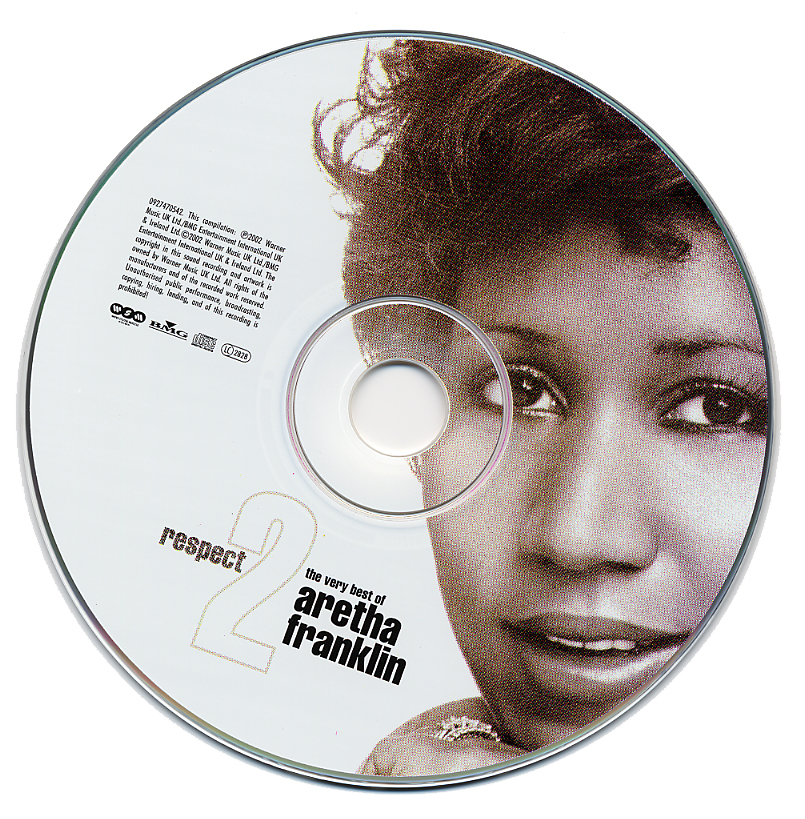 0927470542. This compilation: ℗2002 Warner
Music UK Ltd./BMG Entertainment International UK
& Ireland Ltd. ©2002 Warner Music UK Ltd./BMG
Entertainment International UK & Ireland Ltd. The
copyright in this sound recording and artwork is
owned by Warner Music UK Ltd. All rights of the
manufacturers and of the recorded work reserved.
Unauthorised public performance, broadcasting,
copying, hiring, lending, and of this recording is
prohibited!
wsm
BMG
LC 2828
respect
2
the very best of
aretha
franklin